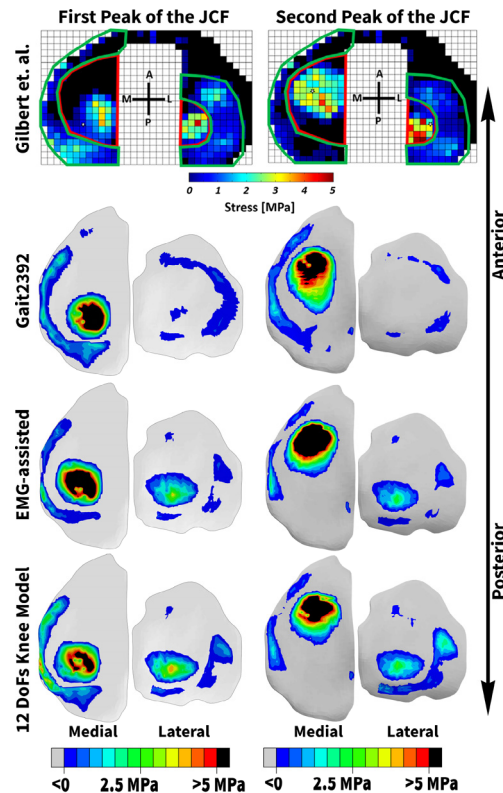 First Peak of the JCF
Second Peak of the JCF
Gilbert et. al.
A
M
L
P
A
M
L
P
0 1 2 3 4 5
Stress [MPa]
Anterior
Gait2392
EMG-assisted
Posterior
12 DoFs Knee Model
Medial
Lateral
Medial
Lateral
<0
2.5 MPa
>5 MPa
<0
2.5 MPa
>5 MPa